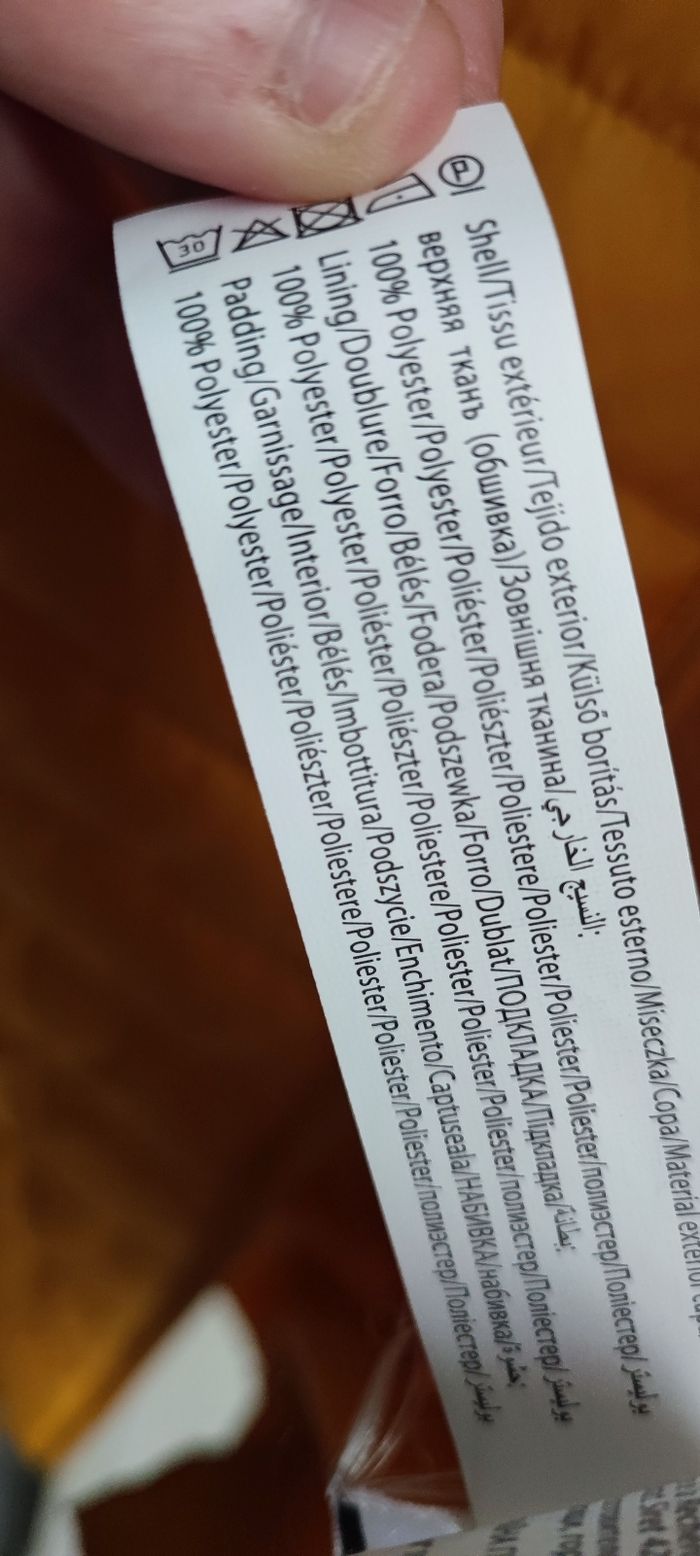 Shell/Tissu extérieur/Tejido exterior/Külső borítás/Tessuto esterno/Miseczka/Copa/Material exterior
верхняя ткань (обшивка)/Зовнішня тканина/النسيج الخارجي:
100% Polyester/Polyester/Poliéster/Poliészter/Poliestere/Poliester/Poliéster/Poliester/полиэстер/Поліестер/بوليستر
Lining/Doublure/Forro/Bélés/Fodera/Podszewka/Forro/Dublat/ПОДКЛАДКА/Підкладка/بطانة:
100% Polyester/Polyester/Poliéster/Poliészter/Poliestere/Poliester/Poliéster/Poliester/полиэстер/Поліестер/بوليستر
Padding/Garnissage/Interior/Bélés/Imbottitura/Podszycie/Enchimento/Captuseala/НАБИВКА/набивка/حشوة:
100% Polyester/Polyester/Poliéster/Poliészter/Poliestere/Poliester/Poliéster/Poliester/полиэстер/Поліестер/بوليستر
P
30